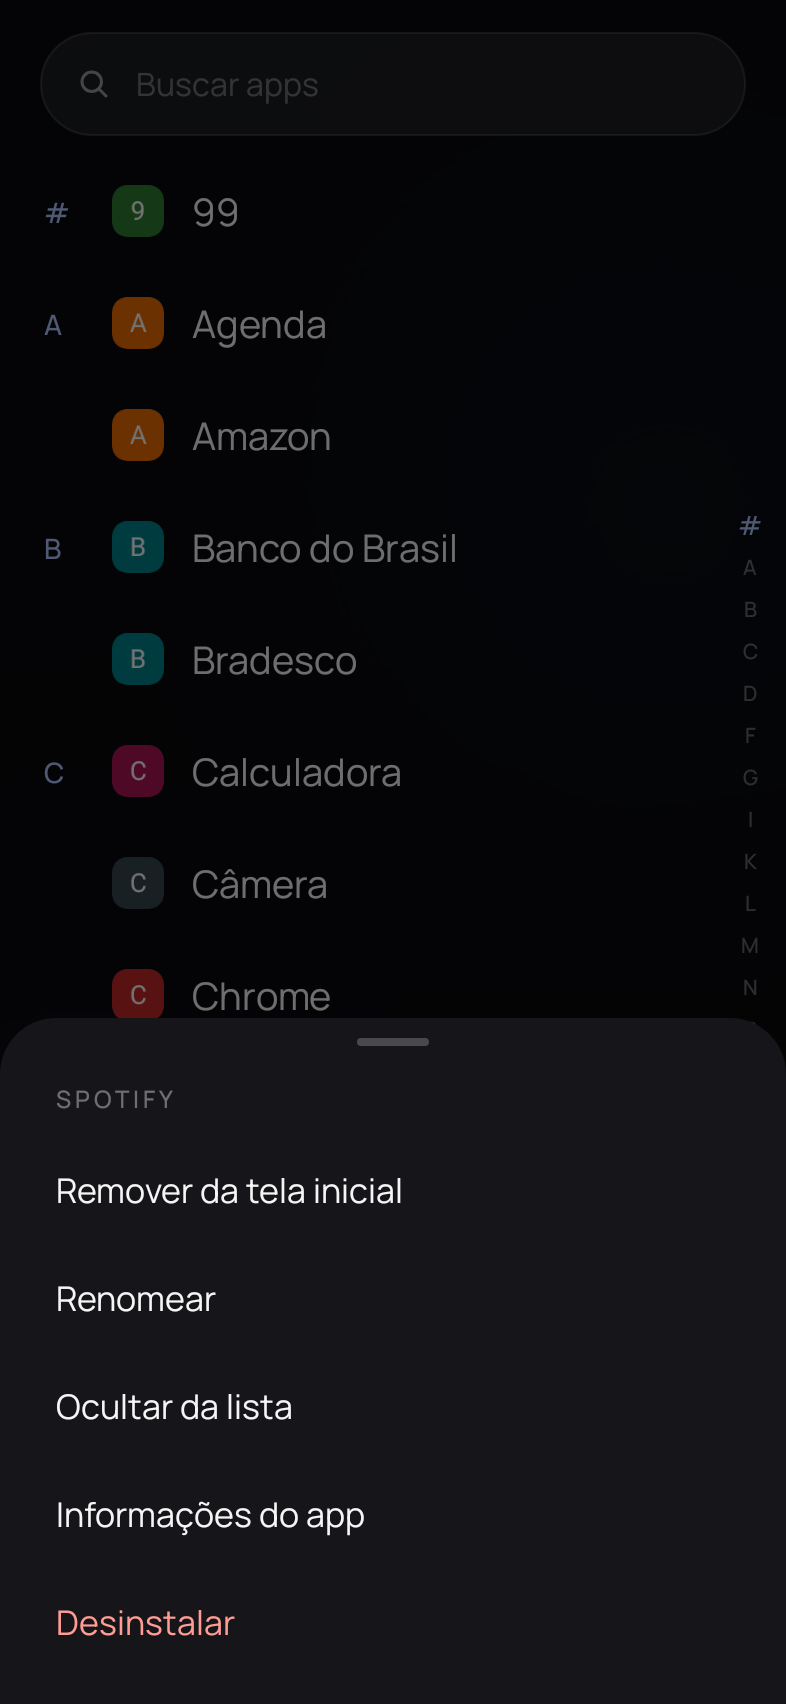 Buscar apps
# 9 99
A A Agenda
A Amazon
B B Banco do Brasil
#
A
B Bradesco
B
C
D
F
C C Calculadora
G
I
K
C Câmera
L
M
N
C Chrome
SPOTIFY
Remover da tela inicial
Renomear
Ocultar da lista
Informações do app
Desinstalar